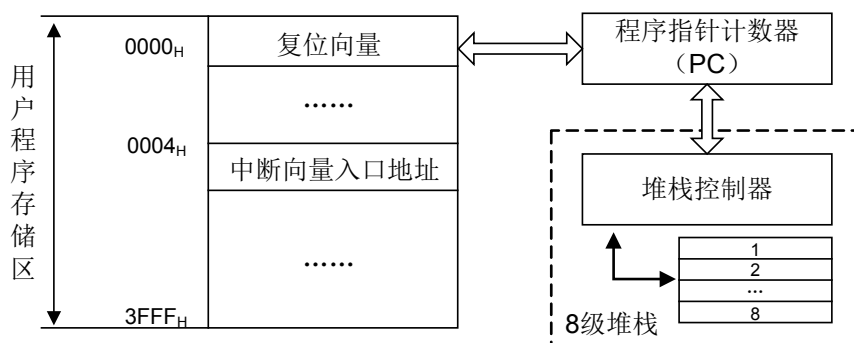 用户程序存储区
0000H
复位向量
……
0004H
中断向量入口地址
……
3FFFH
程序指针计数器
（PC）
堆栈控制器
1
2
...
8
8级堆栈